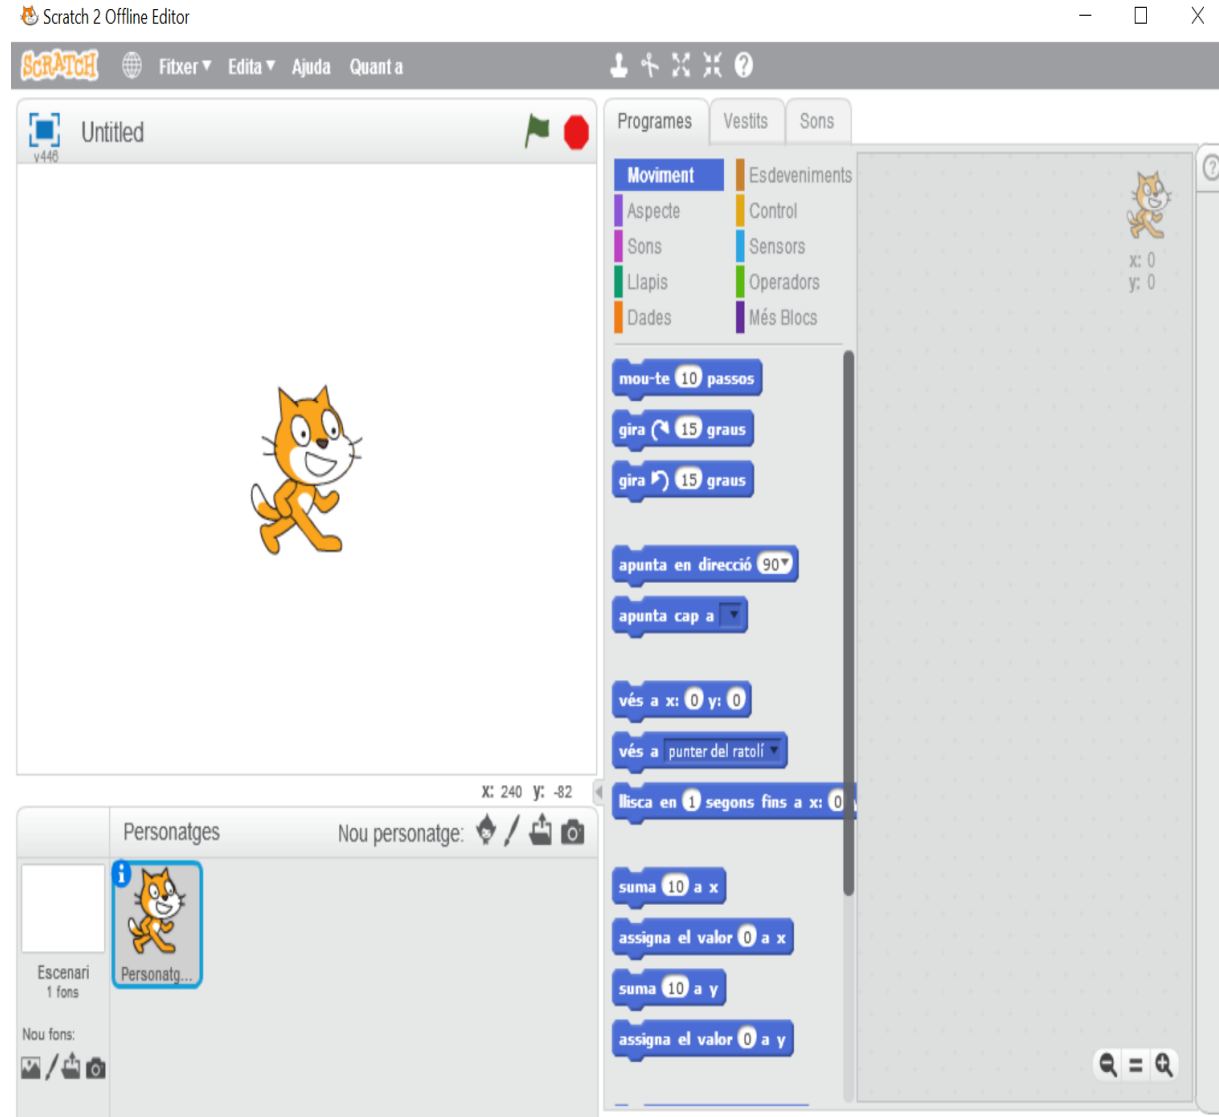 Scratch 2 Offline Editor
SCRATCH Fitxer Edita Ajuda Quant a
Untitled
v446
Programes Vestits Sons
Moviment Esdeveniments
Aspecte Control
Sons Sensors
Llapis Operadors
Dades Més Blocs
x: 0
y: 0
mou-te 10 passos
gira 15 graus
gira 15 graus
apunta en direcció 90
apunta cap a
vés a x: 0 y: 0
vés a punter del ratolí
llisca en 1 segons fins a x: 0
suma 10 a x
assigna el valor 0 a x
suma 10 a y
assigna el valor 0 a y
x: 240 y: -82
Personatges Nou personatge:
Personatg...
Escenari
1 fons
Nou fons: